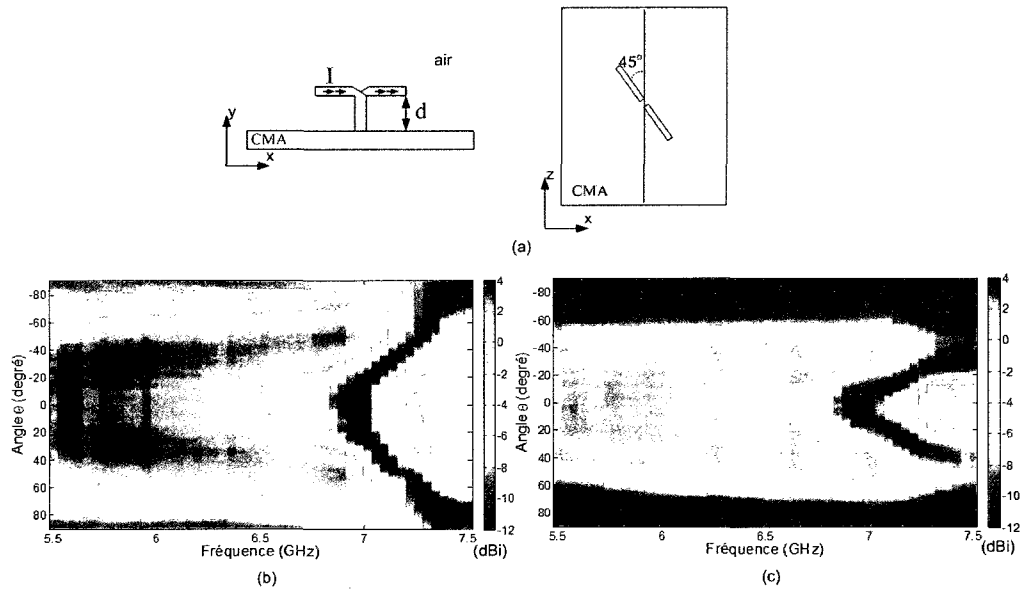 air
I
d
y
CMA
x
45°
z
CMA
x
(a)
-80
-60
-40
-20
0
20
40
60
80
Angle θ (degré)
5.5
6
6.5
7
7.5
Fréquence (GHz)
4
2
0
-2
-4
-6
-8
-10
-12
(dBi)
(b)
-80
-60
-40
-20
0
20
40
60
80
Angle θ (degré)
5.5
6
6.5
7
7.5
Fréquence (GHz)
4
2
0
-2
-4
-6
-8
-10
-12
(dBi)
(c)